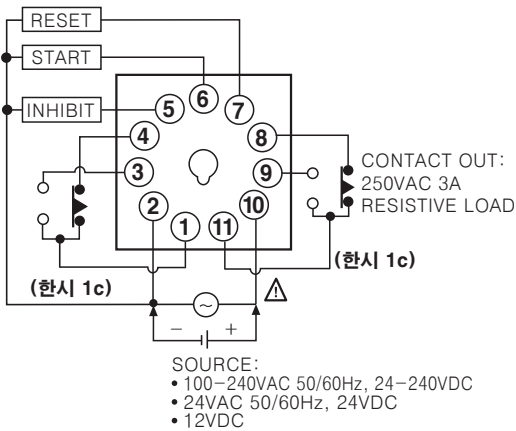 RESET
START
INHIBIT
6
5
7
4
8
3
9
2
10
1
11
CONTACT OUT:
250VAC 3A
RESISTIVE LOAD
(한시 1c)
(한시 1c)
~
!
− +
SOURCE:
• 100−240VAC 50/60Hz, 24−240VDC
• 24VAC 50/60Hz, 24VDC
• 12VDC